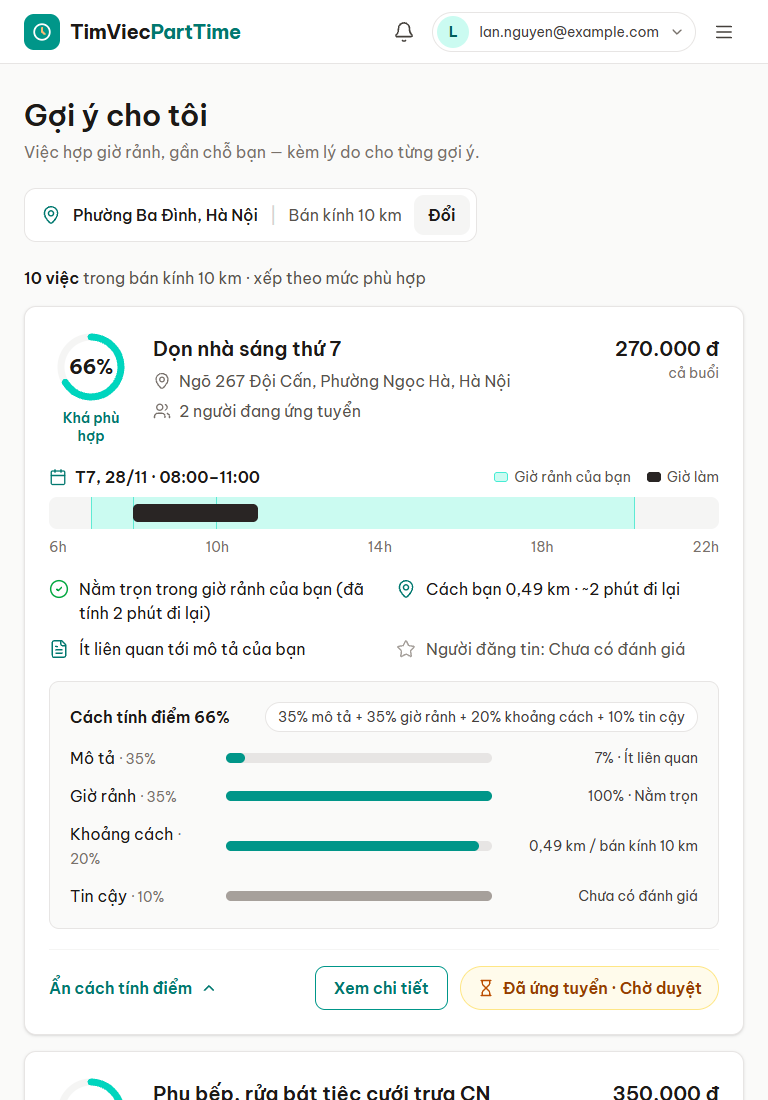 TimViecPartTime
L lan.nguyen@example.com
Gợi ý cho tôi
Việc hợp giờ rảnh, gần chỗ bạn — kèm lý do cho từng gợi ý.
Phường Ba Đình, Hà Nội | Bán kính 10 km Đổi
10 việc trong bán kính 10 km · xếp theo mức phù hợp
66%
Khá phù
hợp
Dọn nhà sáng thứ 7
270.000 đ
Ngõ 267 Đội Cấn, Phường Ngọc Hà, Hà Nội
cả buổi
2 người đang ứng tuyển
T7, 28/11 · 08:00–11:00
Giờ rảnh của bạn Giờ làm
6h 10h 14h 18h 22h
Nằm trọn trong giờ rảnh của bạn (đã
tính 2 phút đi lại)
Cách bạn 0,49 km · ~2 phút đi lại
Ít liên quan tới mô tả của bạn
Người đăng tin: Chưa có đánh giá
Cách tính điểm 66%
35% mô tả + 35% giờ rảnh + 20% khoảng cách + 10% tin cậy
Mô tả · 35% 7% · Ít liên quan
Giờ rảnh · 35% 100% · Nằm trọn
Khoảng cách ·
20%
0,49 km / bán kính 10 km
Tin cậy · 10% Chưa có đánh giá
Ẩn cách tính điểm
Xem chi tiết
Đã ứng tuyển · Chờ duyệt
Phụ bếp, rửa bát tiệc cưới trưa CN
350.000 đ